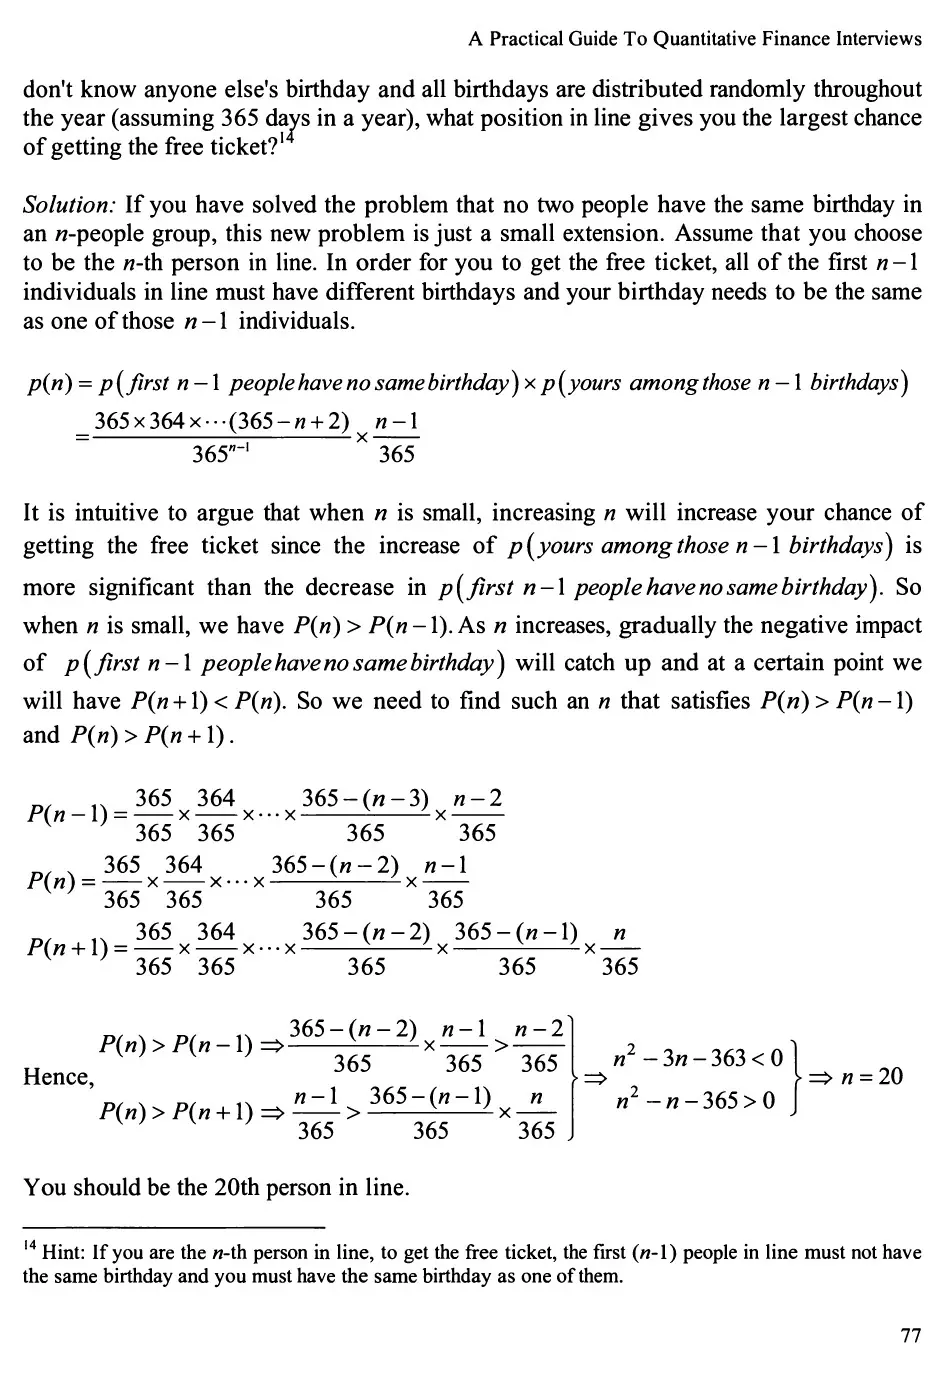 A Practical Guide To Quantitative Finance Interviews
don't know anyone else's birthday and all birthdays are distributed randomly throughout
the year (assuming 365 days in a year), what position in line gives you the largest chance
of getting the free ticket?¹⁴
Solution: If you have solved the problem that no two people have the same birthday in
an n-people group, this new problem is just a small extension. Assume that you choose
to be the n-th person in line. In order for you to get the free ticket, all of the first n−1
individuals in line must have different birthdays and your birthday needs to be the same
as one of those n−1 individuals.
p(n) = p(first n−1 people have no same birthday) × p(yours among those n−1 birthdays)
= 365×364×···(365−n+2) / 365ⁿ⁻¹ × n−1 / 365
It is intuitive to argue that when n is small, increasing n will increase your chance of
getting the free ticket since the increase of p(yours among those n−1 birthdays) is
more significant than the decrease in p(first n−1 people have no same birthday). So
when n is small, we have P(n) > P(n−1). As n increases, gradually the negative impact
of p(first n−1 people have no same birthday) will catch up and at a certain point we
will have P(n+1) < P(n). So we need to find such an n that satisfies P(n) > P(n−1)
and P(n) > P(n+1).
P(n−1) = 365/365 × 364/365 × ··· × 365−(n−3)/365 × n−2/365
P(n) = 365/365 × 364/365 × ··· × 365−(n−2)/365 × n−1/365
P(n+1) = 365/365 × 364/365 × ··· × 365−(n−2)/365 × 365−(n−1)/365 × n/365
Hence,
P(n) > P(n−1) ⇒ 365−(n−2)/365 × n−1/365 > n−2/365
P(n) > P(n+1) ⇒ n−1/365 > 365−(n−1)/365 × n/365
} ⇒ n² −3n−363 < 0
n² −n−365 > 0 } ⇒ n = 20
You should be the 20th person in line.
¹⁴ Hint: If you are the n-th person in line, to get the free ticket, the first (n-1) people in line must not have
the same birthday and you must have the same birthday as one of them.
77